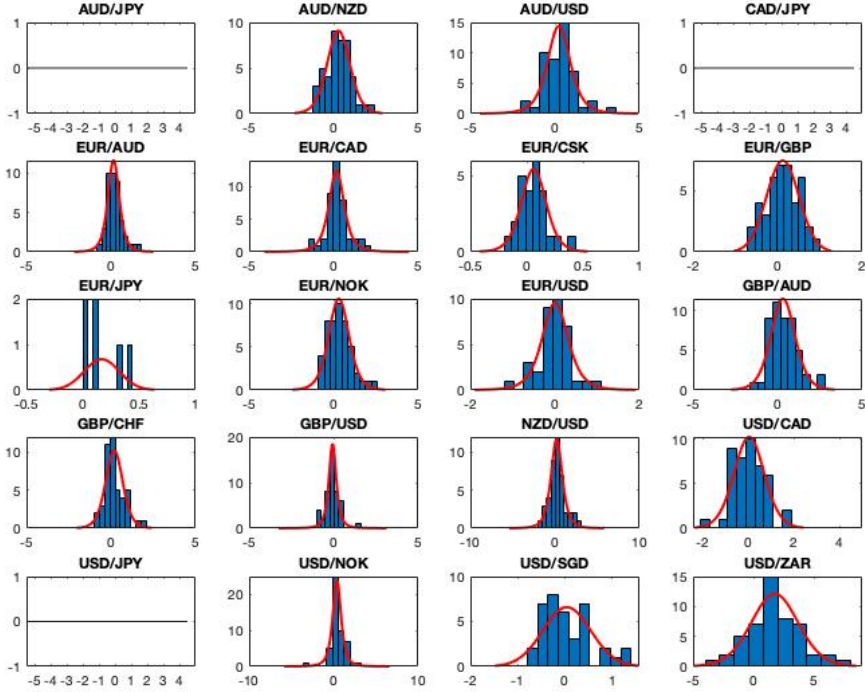 AUD/JPY AUD/NZD AUD/USD CAD/JPY
1 10 15 1
0 5 10 0
5
-1 0 0 -1
-5 -4 -3 -2 -1 0 1 2 3 4 -5 0 5 -5 0 5 -5 -4 -3 -2 -1 0 1 2 3 4
EUR/AUD EUR/CAD EUR/CSK EUR/GBP
10 10 5 5
5 5
0 0 0 0
-5 0 5 -5 0 5 -0.5 0 0.5 1 -2 0 2
EUR/JPY EUR/NOK EUR/USD GBP/AUD
2 10 10 10
1 5 5 5
0 0 0 0
-0.5 0 0.5 1 -5 0 5 -2 -1 0 1 2 -5 0 5
GBP/CHF GBP/USD NZD/USD USD/CAD
10 20 10 10
5 10 5 5
0 0 0 0
-5 0 5 -5 0 5 -10 0 10 -2 0 2 4
USD/JPY USD/NOK USD/SGD USD/ZAR
1 20 10 15
0 10 5 10
5
-1 0 0 0
-5 -4 -3 -2 -1 0 1 2 3 4 -10 0 10 -2 -1 0 1 -5 0 5